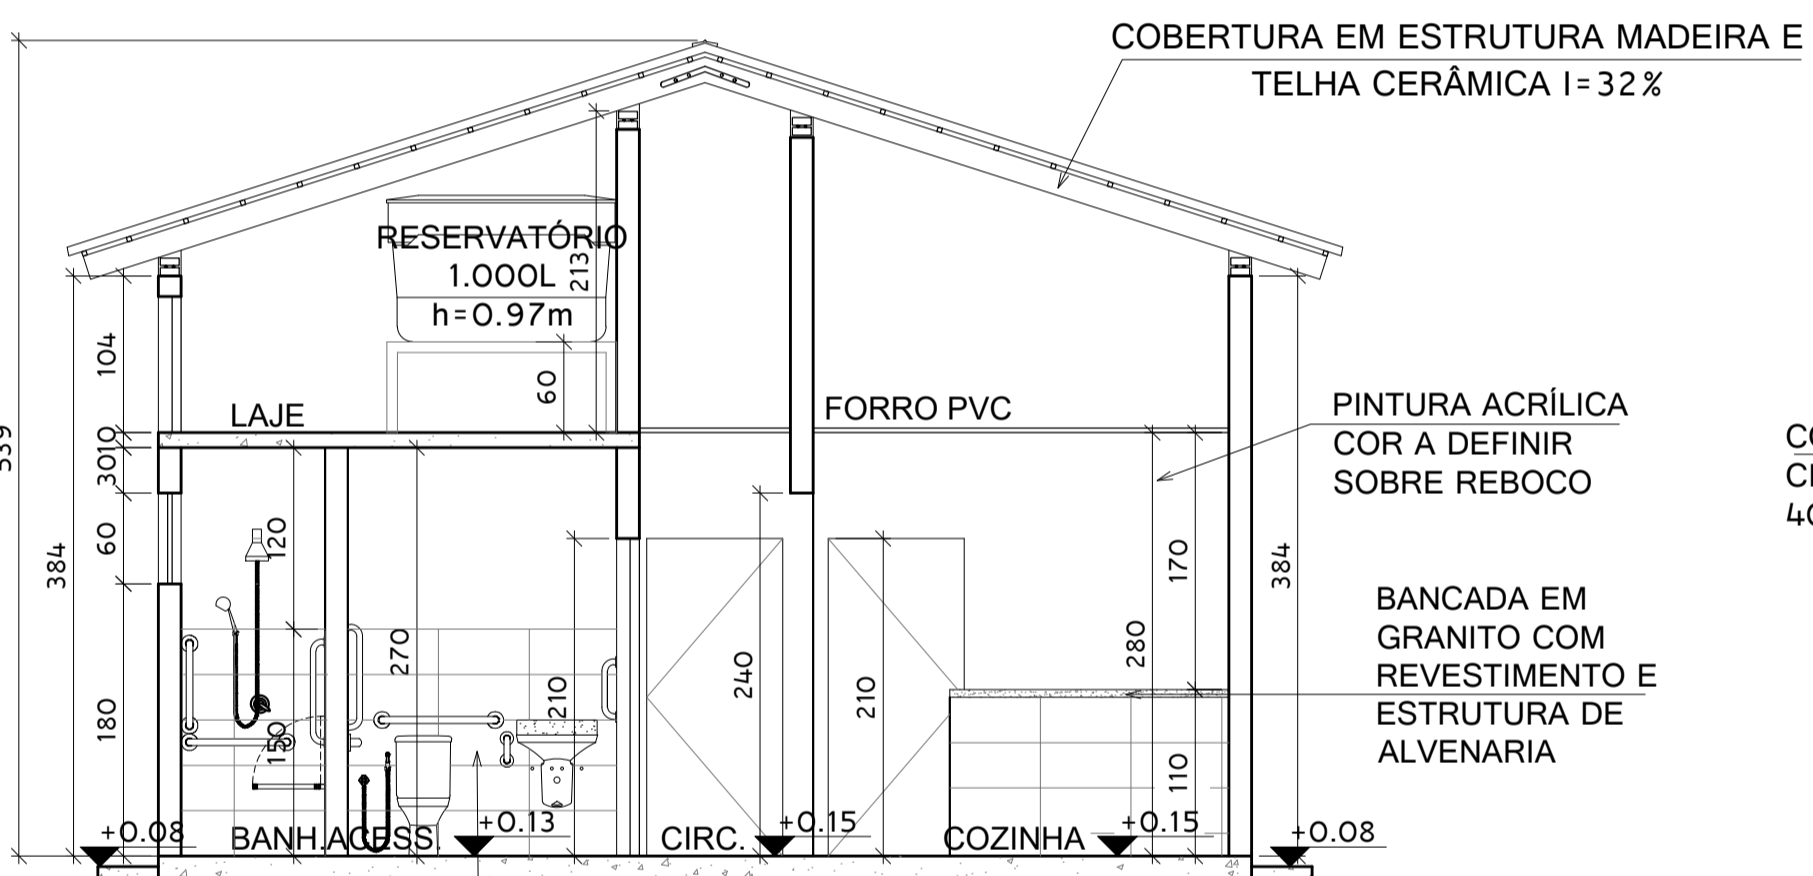 COBERTURA EM ESTRUTURA MADEIRA E
TELHA CERÂMICA I=32%
RESERVATÓRIO
1.000L
h=0.97m
213
104
60
LAJE
FORRO PVC
PINTURA ACRÍLICA
COR A DEFINIR
SOBRE REBOCO
539
10
30
60
384
120
170
384
BANCADA EM
GRANITO COM
REVESTIMENTO E
ESTRUTURA DE
ALVENARIA
270
280
240
210
210
180
150
110
+0.08
BANH.ACESS.
+0.13
CIRC.
+0.15
COZINHA
+0.15
+0.08